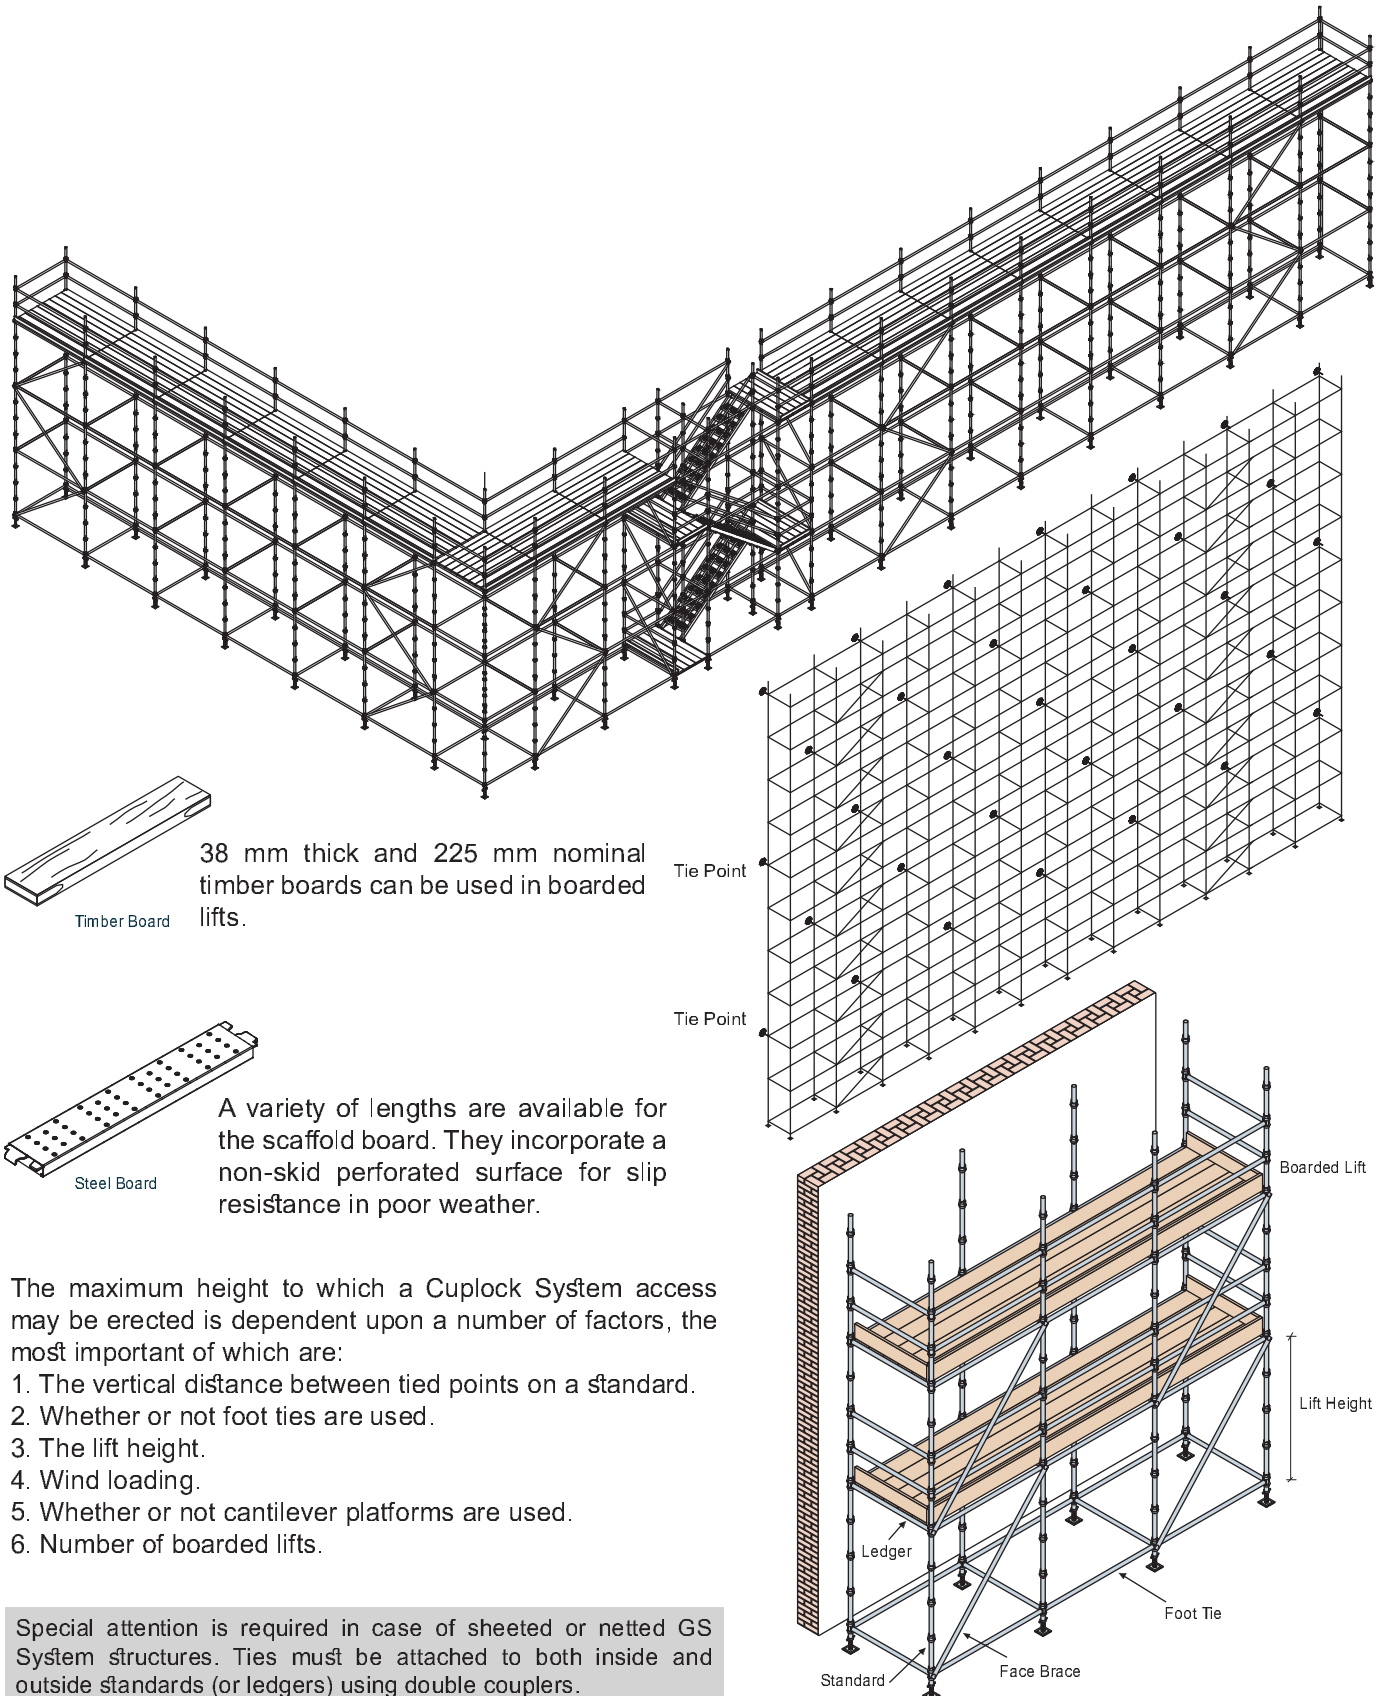 38 mm thick and 225 mm nominal
timber boards can be used in boarded
lifts.
Timber Board
Tie Point
Tie Point
A variety of lengths are available for
the scaffold board. They incorporate a
non-skid perforated surface for slip
resistance in poor weather.
Steel Board
Boarded Lift
The maximum height to which a Cuplock System access
may be erected is dependent upon a number of factors, the
most important of which are:
1. The vertical distance between tied points on a standard.
2. Whether or not foot ties are used.
3. The lift height.
4. Wind loading.
5. Whether or not cantilever platforms are used.
6. Number of boarded lifts.
Lift Height
Ledger
Foot Tie
Face Brace
Standard
Special attention is required in case of sheeted or netted GS
System structures. Ties must be attached to both inside and
outside standards (or ledgers) using double couplers.